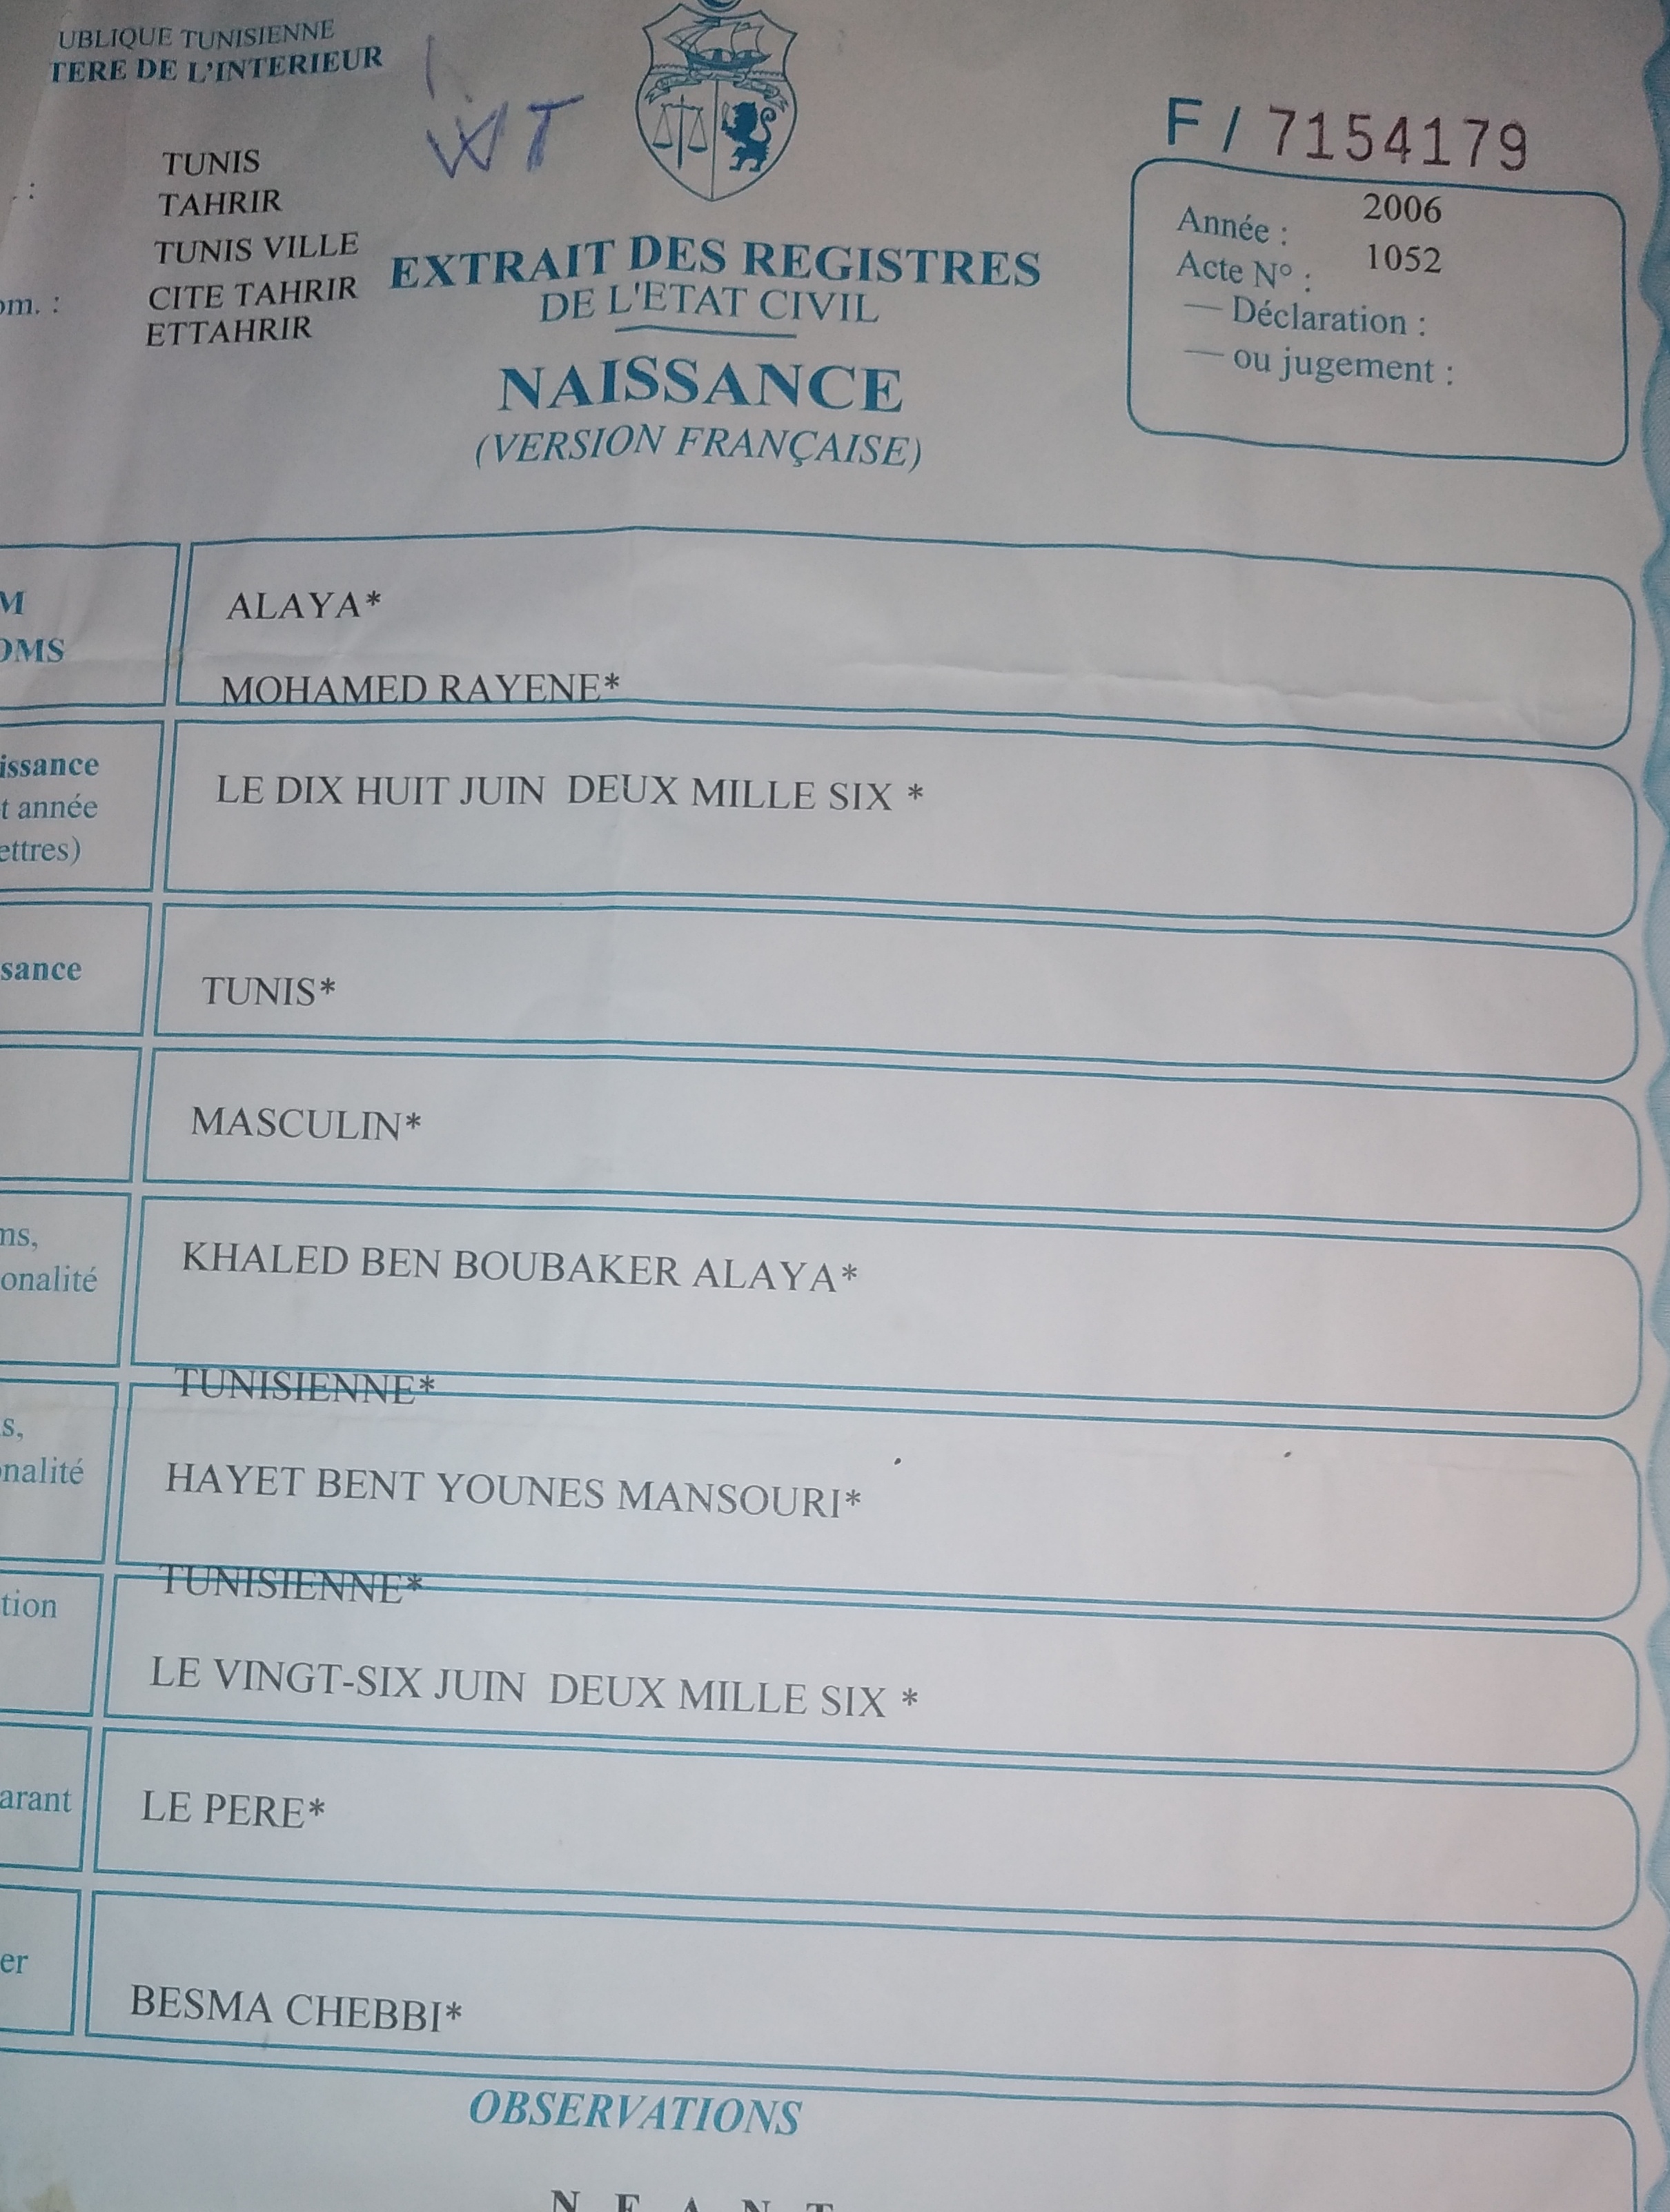 UBLIQUE TUNISIENNE
TERE DE L'INTERIEUR
WT
F / 7154179
TUNIS
TAHRIR
TUNIS VILLE
om. : CITE TAHRIR
ETTAHRIR
EXTRAIT DES REGISTRES
DE L'ETAT CIVIL
NAISSANCE
(VERSION FRANÇAISE)
Année : 2006
Acte Nº : 1052
— Déclaration :
— ou jugement :
M ALAYA*
OMS
MOHAMED RAYENE*
issance
LE DIX HUIT JUIN DEUX MILLE SIX *
t année
ettres)
sance TUNIS*
MASCULIN*
ms,
KHALED BEN BOUBAKER ALAYA*
onalité
TUNISIENNE*
s,
nalité HAYET BENT YOUNES MANSOURI*
TUNISIENNE*
tion
LE VINGT-SIX JUIN DEUX MILLE SIX *
arant LE PERE*
er
BESMA CHEBBI*
OBSERVATIONS
N E A N T